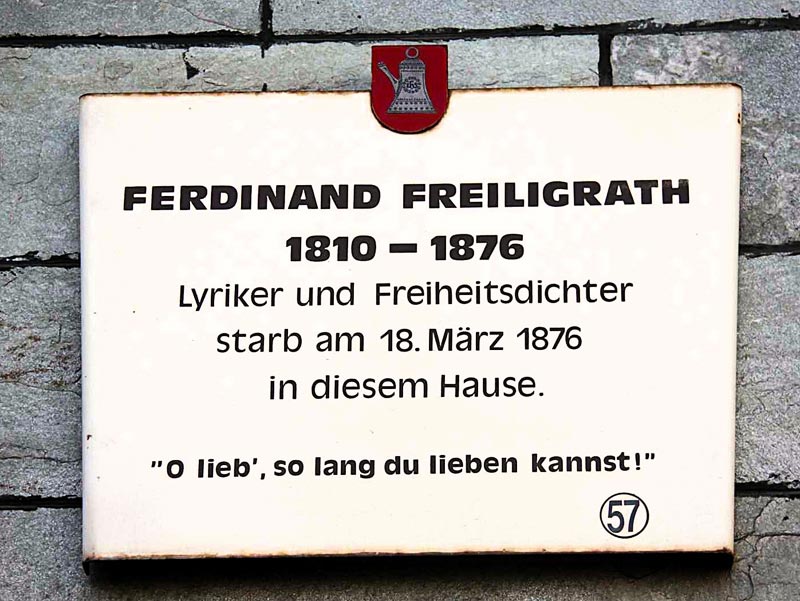 FERDINAND FREILIGRATH
1810 – 1876
Lyriker und Freiheitsdichter
starb am 18. März 1876
in diesem Hause.
"O lieb', so lang du lieben kannst!"
57